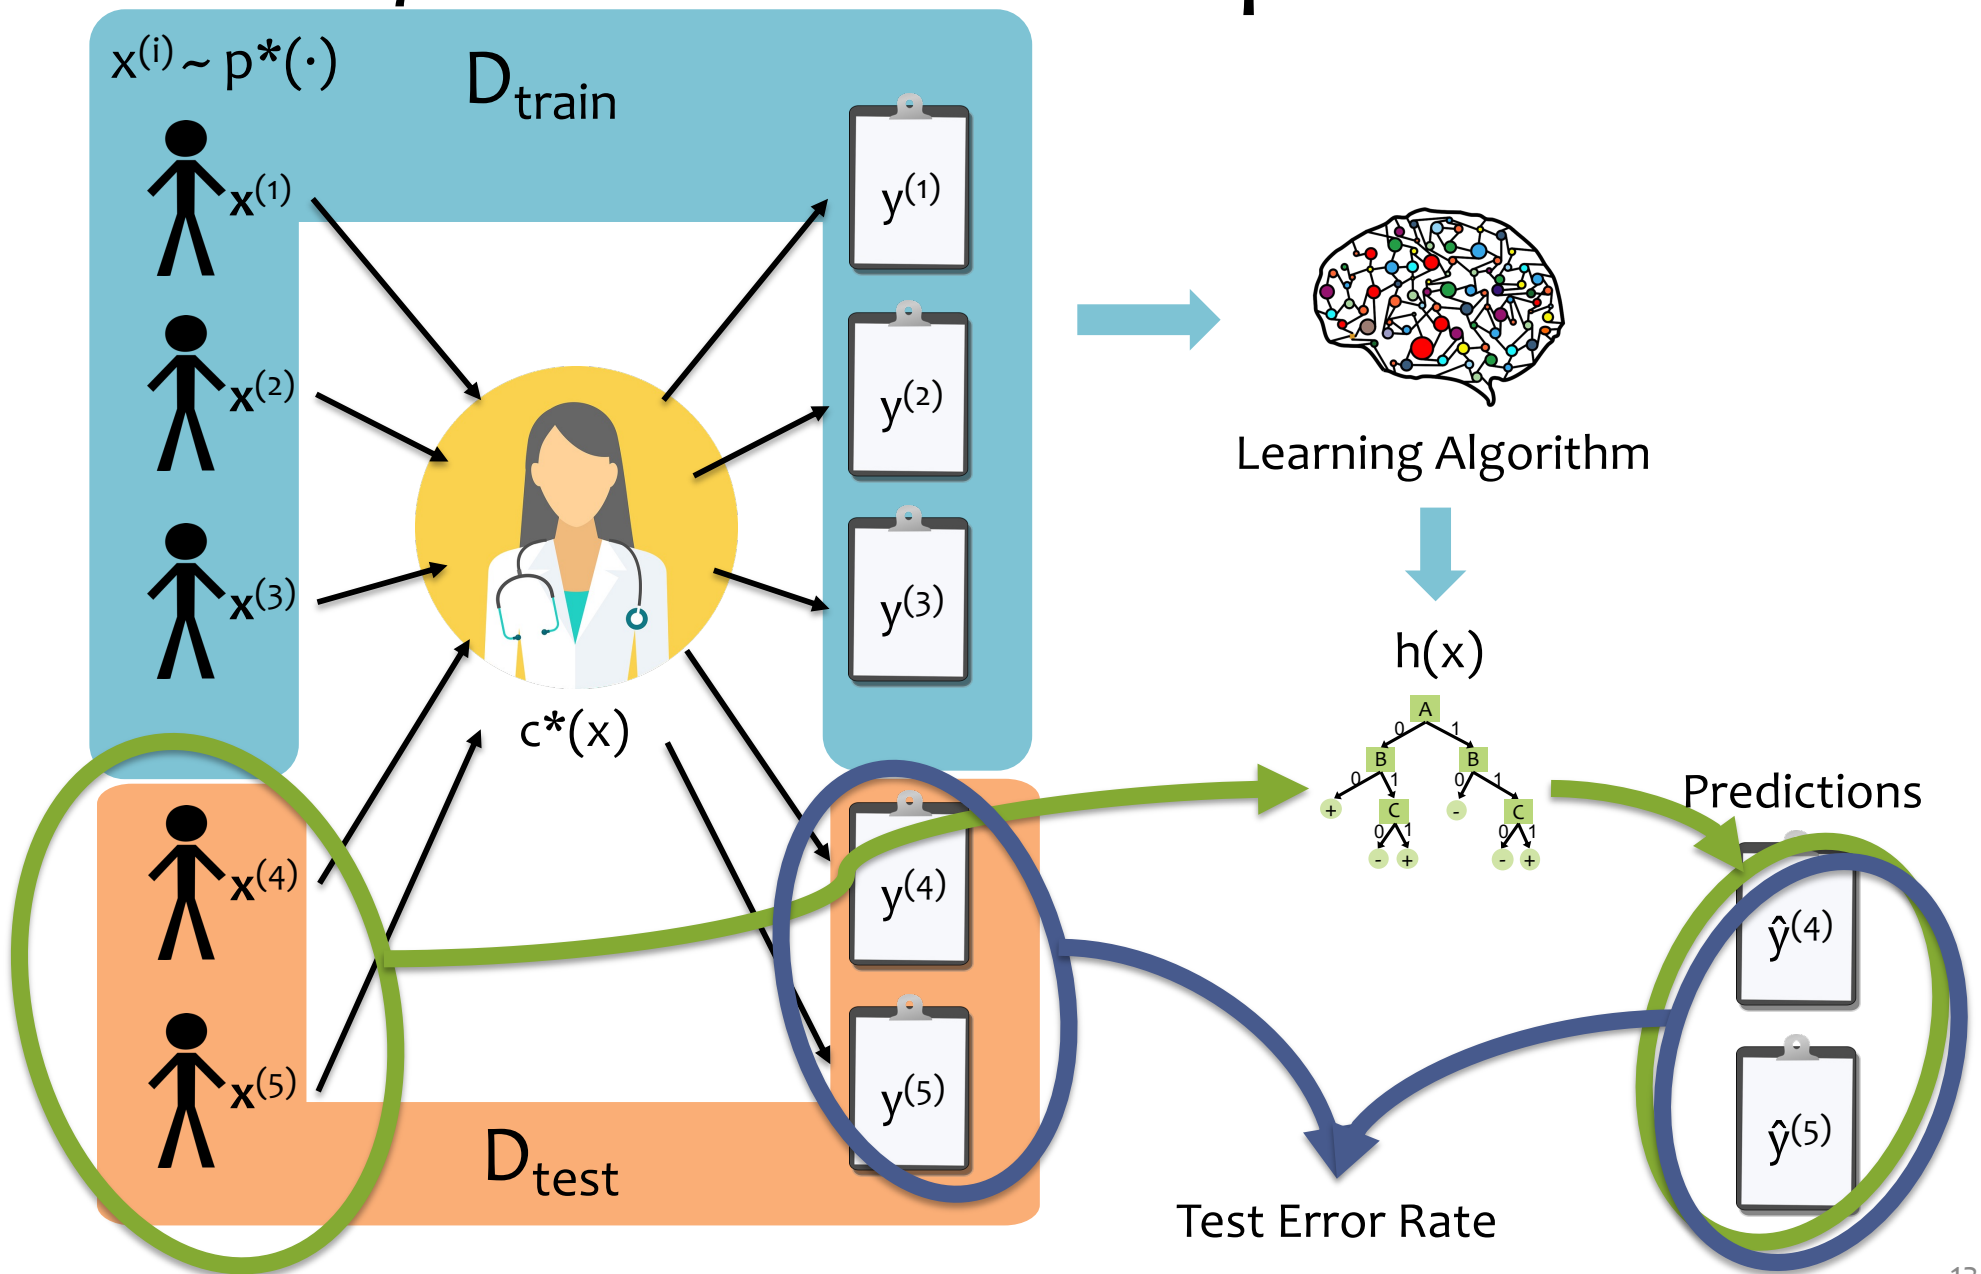 x⁽ⁱ⁾ ~ p*(·)
D_train
x⁽¹⁾
y⁽¹⁾
x⁽²⁾
y⁽²⁾
x⁽³⁾
y⁽³⁾
c*(x)
Learning Algorithm
h(x)
A
0 1
B B
0 1 0 1
+ C - C
0 1 0 1
- + - +
x⁽⁴⁾
y⁽⁴⁾
x⁽⁵⁾
y⁽⁵⁾
D_test
Predictions
ŷ⁽⁴⁾
ŷ⁽⁵⁾
Test Error Rate